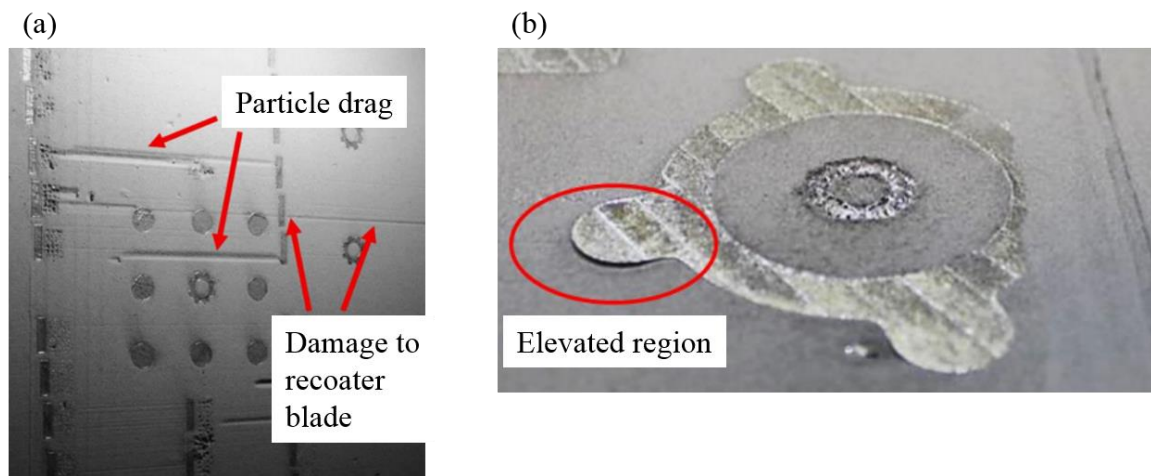 (a)
Particle drag
Damage to
recoater
blade
(b)
Elevated region